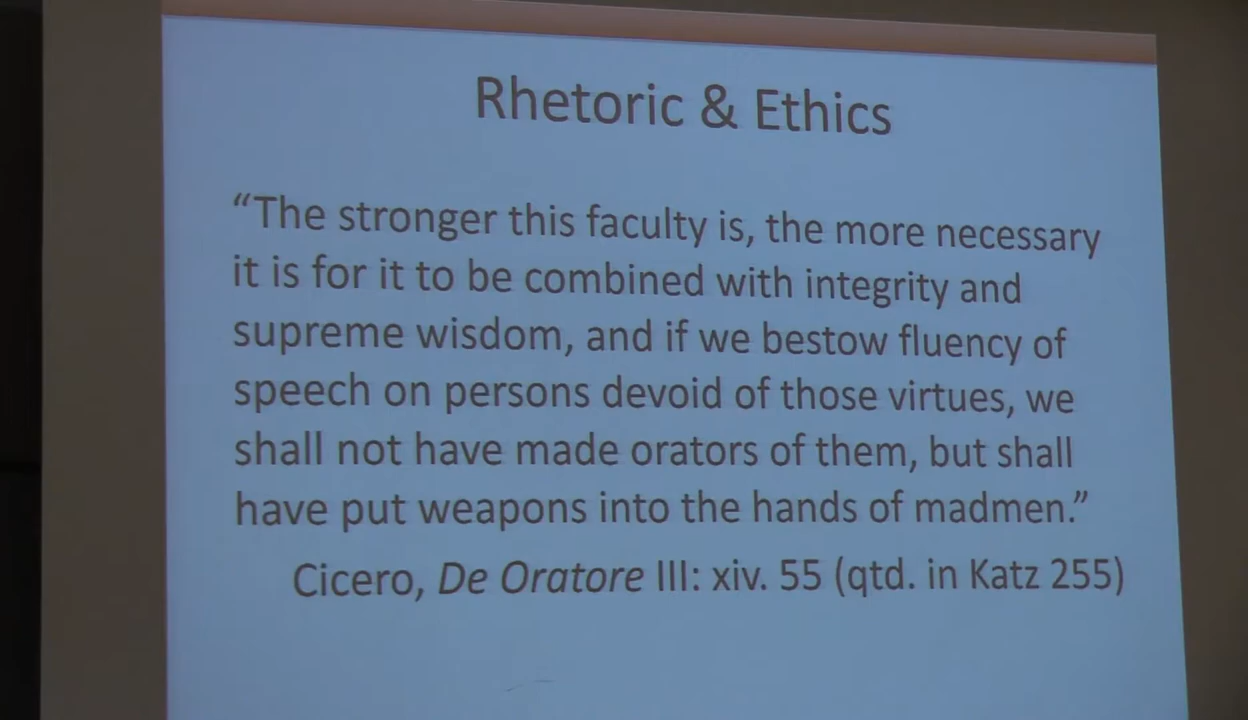 Rhetoric & Ethics
“The stronger this faculty is, the more necessary
it is for it to be combined with integrity and
supreme wisdom, and if we bestow fluency of
speech on persons devoid of those virtues, we
shall not have made orators of them, but shall
have put weapons into the hands of madmen.”
Cicero, De Oratore III: xiv. 55 (qtd. in Katz 255)